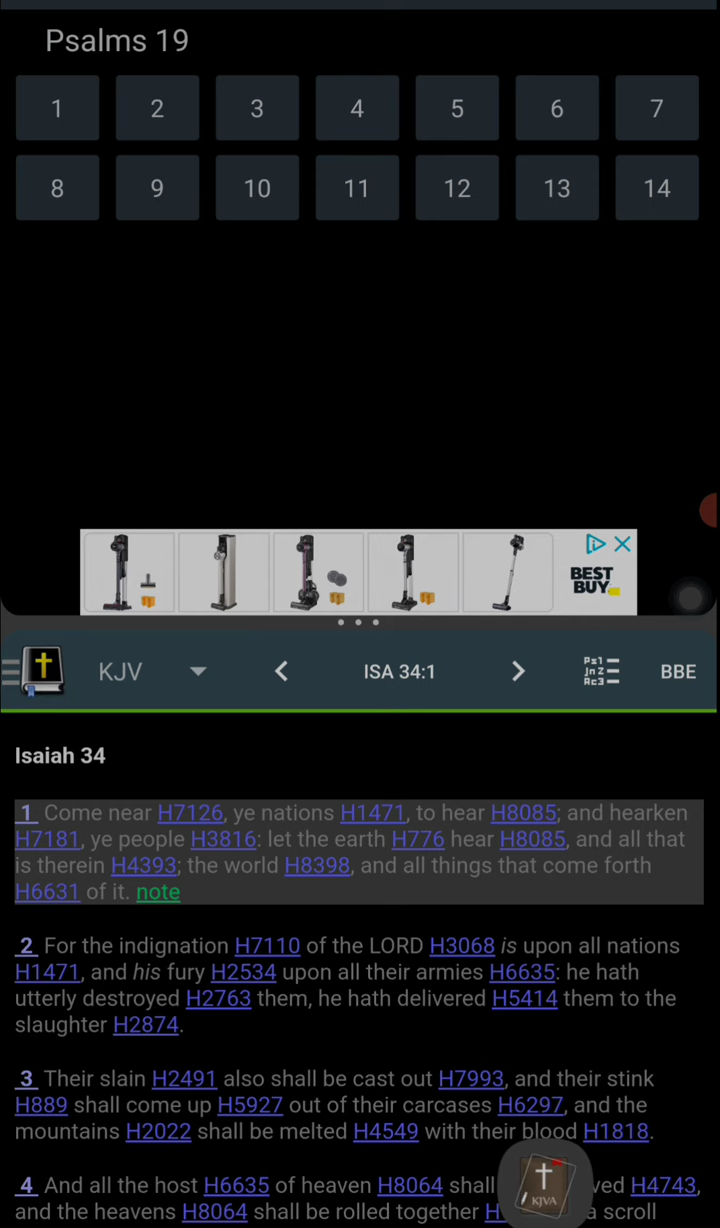 Psalms 19
1 2 3 4 5 6 7
8 9 10 11 12 13 14
BEST
BUY
KJV ISA 34:1 Ps1 Jn2 Ac3 BBE
Isaiah 34
1 Come near H7126, ye nations H1471, to hear H8085; and hearken
H7181, ye people H3816: let the earth H776 hear H8085, and all that
is therein H4393; the world H8398, and all things that come forth
H6631 of it. note
2 For the indignation H7110 of the LORD H3068 is upon all nations
H1471, and his fury H2534 upon all their armies H6635: he hath
utterly destroyed H2763 them, he hath delivered H5414 them to the
slaughter H2874.
3 Their slain H2491 also shall be cast out H7993, and their stink
H889 shall come up H5927 out of their carcases H6297, and the
mountains H2022 shall be melted H4549 with their blood H1818.
4 And all the host H6635 of heaven H8064 shall ved H4743,
and the heavens H8064 shall be rolled together H a scroll
KJVA